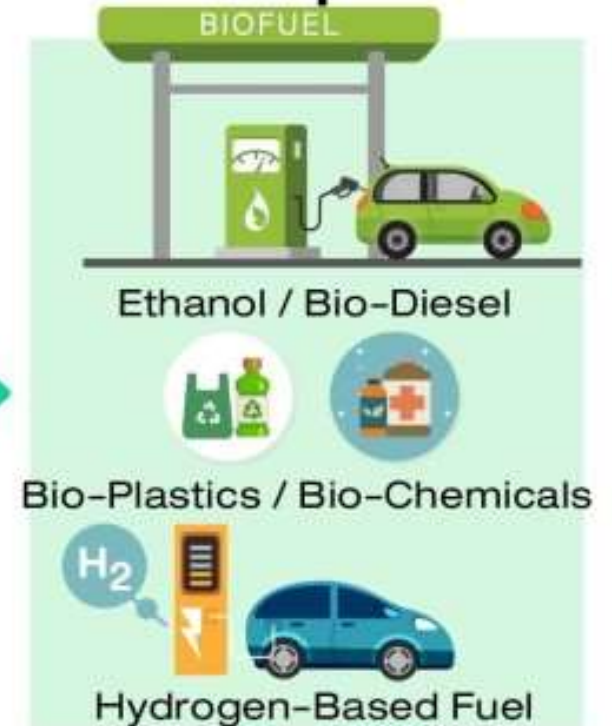 BIOFUEL
Ethanol / Bio-Diesel
Bio-Plastics / Bio-Chemicals
H₂
Hydrogen-Based Fuel